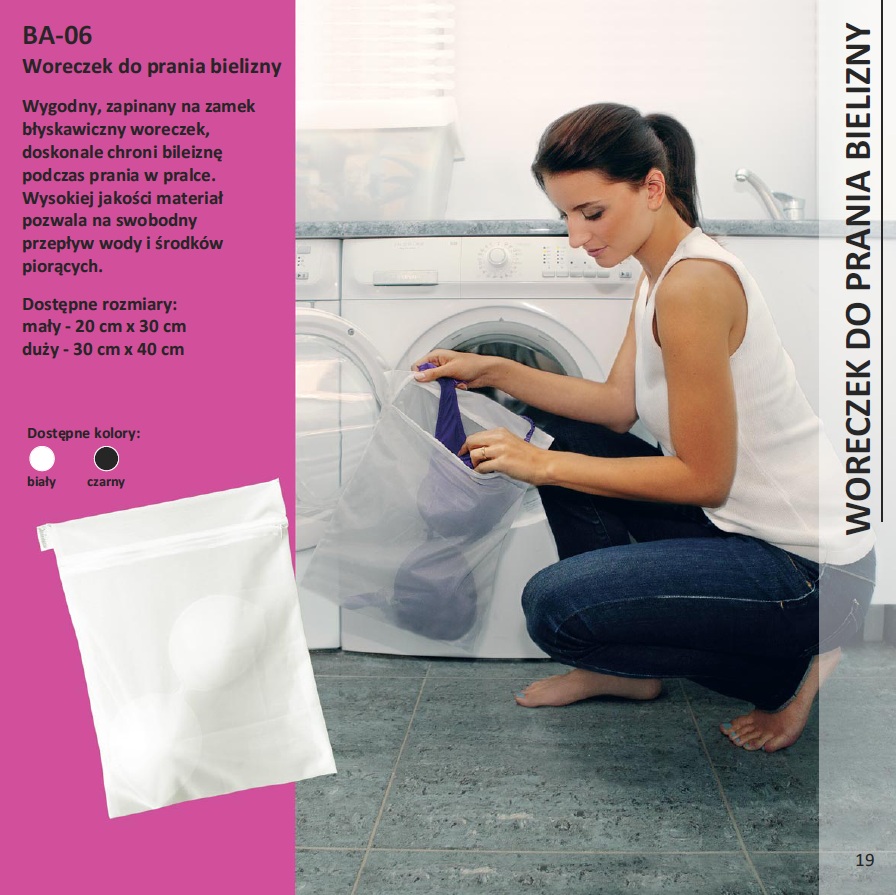 BA-06
Woreczek do prania bielizny
Wygodny, zapinany na zamek
błyskawiczny woreczek,
doskonale chroni bileiznę
podczas prania w pralce.
Wysokiej jakości materiał
pozwala na swobodny
przepływ wody i środków
piorących.
Dostępne rozmiary:
mały - 20 cm x 30 cm
duży - 30 cm x 40 cm
Dostępne kolory:
biały
czarny
WORECZEK DO PRANIA BIELIZNY
19